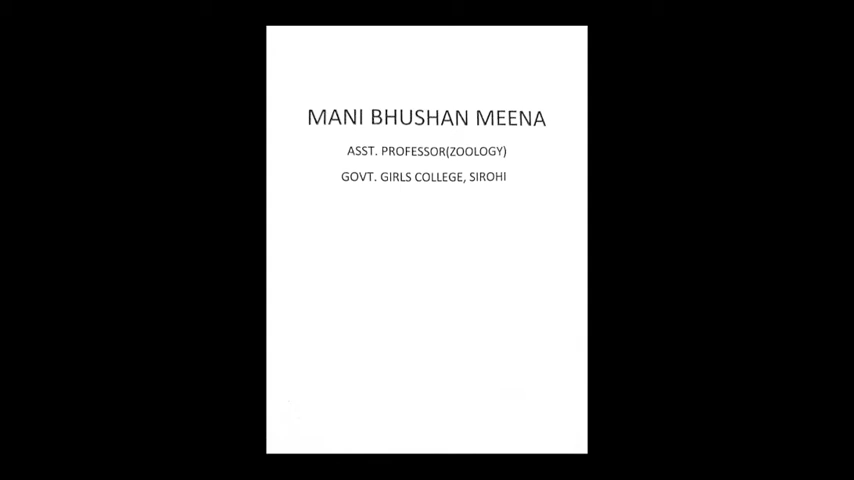 MANI BHUSHAN MEENA
ASST. PROFESSOR(ZOOLOGY)
GOVT. GIRLS COLLEGE, SIROHI